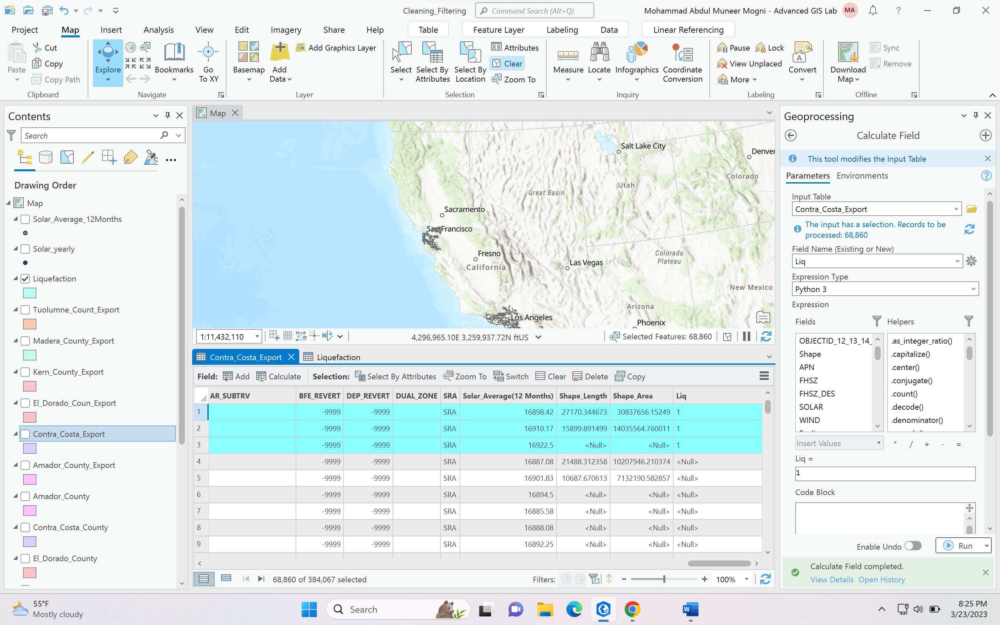 Cleaning_Filtering
Command Search (Alt+Q)
Mohammad Abdul Muneer Mogni - Advanced GIS Lab
MA
?
Project
Map
Insert
Analysis
View
Edit
Imagery
Share
Help
Table
Feature Layer
Labeling
Data
Linear Referencing
Paste
Cut
Copy
Copy Path
Clipboard
Explore
Bookmarks
Go
To XY
Navigate
Basemap
Add
Data
Add Graphics Layer
Layer
Select
Select By
Attributes
Select By
Location
Attributes
Clear
Zoom To
Selection
Measure
Locate
Infographics
Coordinate
Conversion
Inquiry
Pause
Lock
View Unplaced
More
A
Convert
Labeling
Download
Map
Sync
Remove
Offline
Contents
Search
Drawing Order
Map
Solar_Average_12Months
Solar_yearly
Liquefaction
Tuolumne_Count_Export
Madera_County_Export
Kern_County_Export
El_Dorado_Coun_Export
Contra_Costa_Export
Amador_County_Export
Amador_County
Contra_Costa_County
El_Dorado_County
Map
Salt Lake City
Denver
Colorado
Utah
Great Basin
Sacramento
San Francisco
Fresno
California
Las Vegas
Colorado
Plateau
New Mexico
Arizona
Los Angeles
Phoenix
1:11,432,110
N
4,296,965.10E 3,259,937.72N ftUS
Selected Features: 68,860
Contra_Costa_Export
Liquefaction
Field:
Add
Calculate
Selection:
Select By Attributes
Zoom To
Switch
Clear
Delete
Copy
AR_SUBTRV BFE_REVERT DEP_REVERT DUAL_ZONE SRA Solar_Average(12 Months) Shape_Length Shape_Area Liq
1 -9999 -9999 SRA 16898.42 27170.344673 30837656.15249 1
2 -9999 -9999 SRA 16910.17 15899.891499 14035564.760011 1
3 -9999 -9999 SRA 16922.5 <Null> <Null> 1
4 -9999 -9999 SRA 16887.08 21488.312358 10207946.210374 <Null>
5 -9999 -9999 SRA 16901.83 10687.670613 7132190.582857 <Null>
6 -9999 -9999 SRA 16894.5 <Null> <Null> <Null>
7 -9999 -9999 SRA 16885.58 <Null> <Null> <Null>
8 -9999 -9999 SRA 16888.08 <Null> <Null> <Null>
9 -9999 -9999 SRA 16892.25 <Null> <Null> <Null>
68,860 of 384,067 selected
Filters:
- +
100%
Geoprocessing
Calculate Field
This tool modifies the Input Table
Parameters
Environments
?
Input Table
Contra_Costa_Export
The input has a selection. Records to be
processed: 68,860
Field Name (Existing or New)
Liq
Expression Type
Python 3
Expression
Fields
Helpers
OBJECTID_12_13_14_
Shape
APN
FHSZ
FHSZ_DES
SOLAR
WIND
.as_integer_ratio()
.capitalize()
.center()
.conjugate()
.count()
.decode()
.denominator()
Insert Values
* / + - =
Liq =
1
Code Block
Enable Undo
Run
Calculate Field completed.
View Details
Open History
55°F
Mostly cloudy
Search
W
8:25 PM
3/23/2023